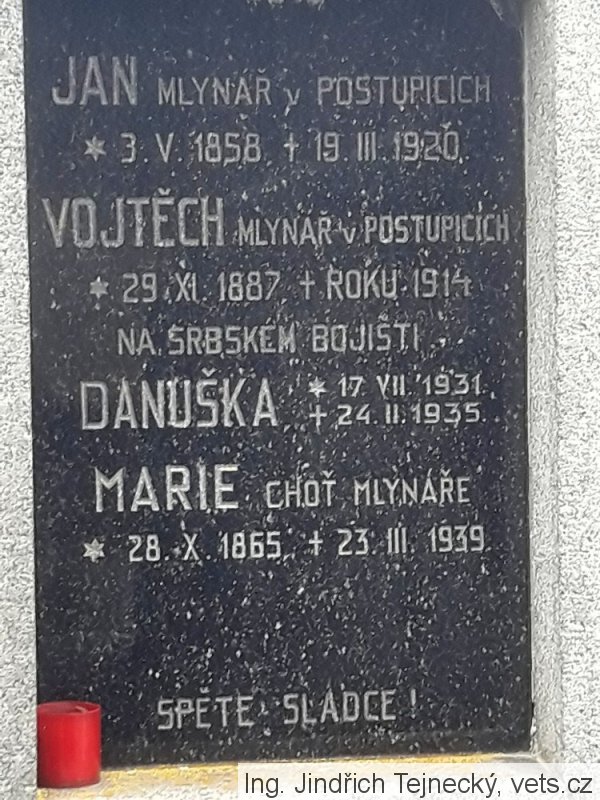 JAN MLYNÁŘ v POSTUPICÍCH
* 3. V. 1858 + 19. III. 1920
VOJTĚCH MLYNÁŘ v POSTUPICÍCH
* 29. XI. 1887 + ROKU 1914
NA SRBSKÉM BOJIŠTI.
DANUŠKA * 17. VII. 1931
+ 24. II. 1935
MARIE CHOŤ MLYNÁŘE
* 28. X. 1865. + 23. III. 1939
SPĚTE SLADCE!
Ing. Jindřich Tejnecký, vets.cz